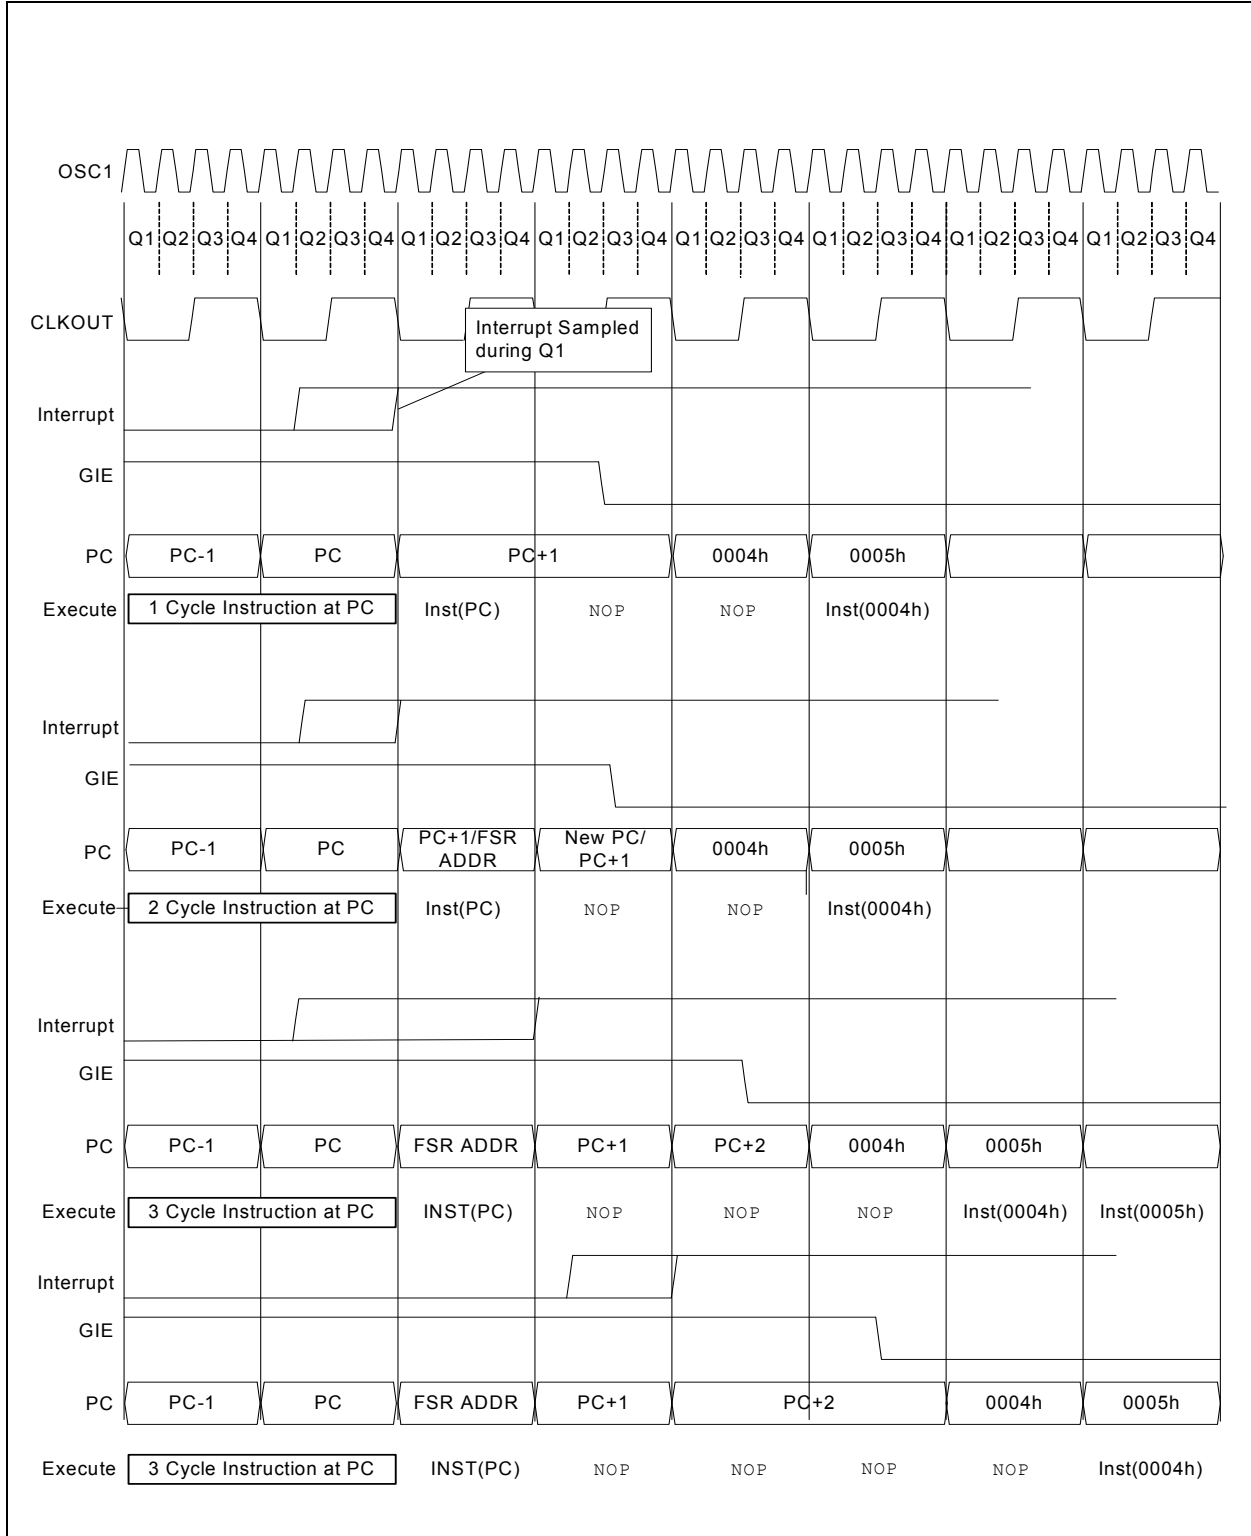 OSC1
Q1 Q2 Q3 Q4 Q1 Q2 Q3 Q4 Q1 Q2 Q3 Q4 Q1 Q2 Q3 Q4 Q1 Q2 Q3 Q4 Q1 Q2 Q3 Q4 Q1 Q2 Q3 Q4 Q1 Q2 Q3 Q4
CLKOUT
Interrupt Sampled
during Q1
Interrupt
GIE
PC PC-1 PC PC+1 0004h 0005h
Execute 1 Cycle Instruction at PC Inst(PC) NOP NOP Inst(0004h)
Interrupt
GIE
PC PC-1 PC PC+1/FSR ADDR New PC/ PC+1 0004h 0005h
Execute 2 Cycle Instruction at PC Inst(PC) NOP NOP Inst(0004h)
Interrupt
GIE
PC PC-1 PC FSR ADDR PC+1 PC+2 0004h 0005h
Execute 3 Cycle Instruction at PC INST(PC) NOP NOP NOP Inst(0004h) Inst(0005h)
Interrupt
GIE
PC PC-1 PC FSR ADDR PC+1 PC+2 0004h 0005h
Execute 3 Cycle Instruction at PC INST(PC) NOP NOP NOP NOP Inst(0004h)